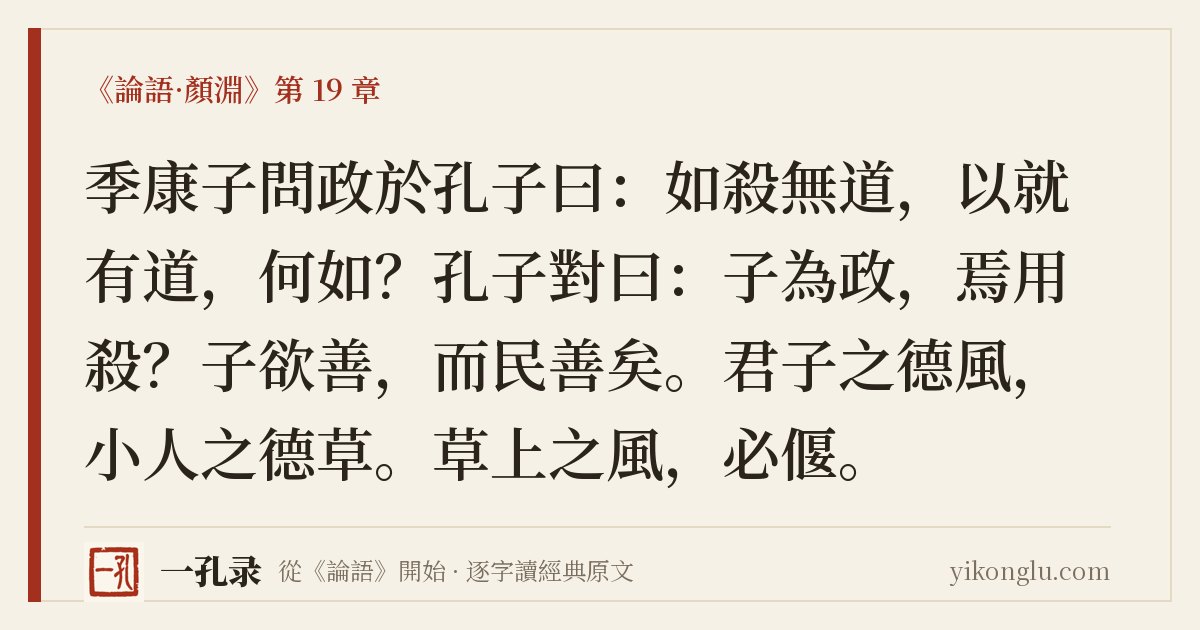 《論語·顏淵》第 19 章
季康子問政於孔子曰：如殺無道，以就
有道，何如？孔子對曰：子為政，焉用
殺？子欲善，而民善矣。君子之德風，
小人之德草。草上之風，必偃。
一孔
一孔录 從《論語》開始 · 逐字讀經典原文
yikonglu.com